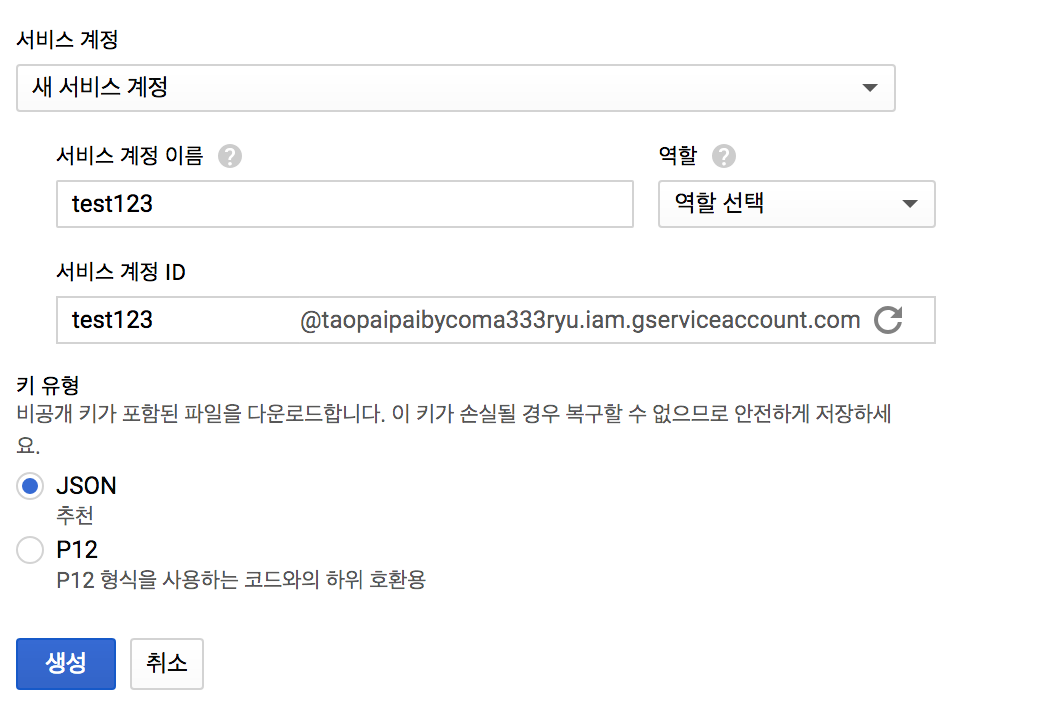 서비스 계정
새 서비스 계정
서비스 계정 이름 ?
역할 ?
test123
역할 선택
서비스 계정 ID
test123 @taopaipaibycoma333ryu.iam.gserviceaccount.com
키 유형
비공개 키가 포함된 파일을 다운로드합니다. 이 키가 손실될 경우 복구할 수 없으므로 안전하게 저장하세
요.
JSON
추천
P12
P12 형식을 사용하는 코드와의 하위 호환용
생성 취소